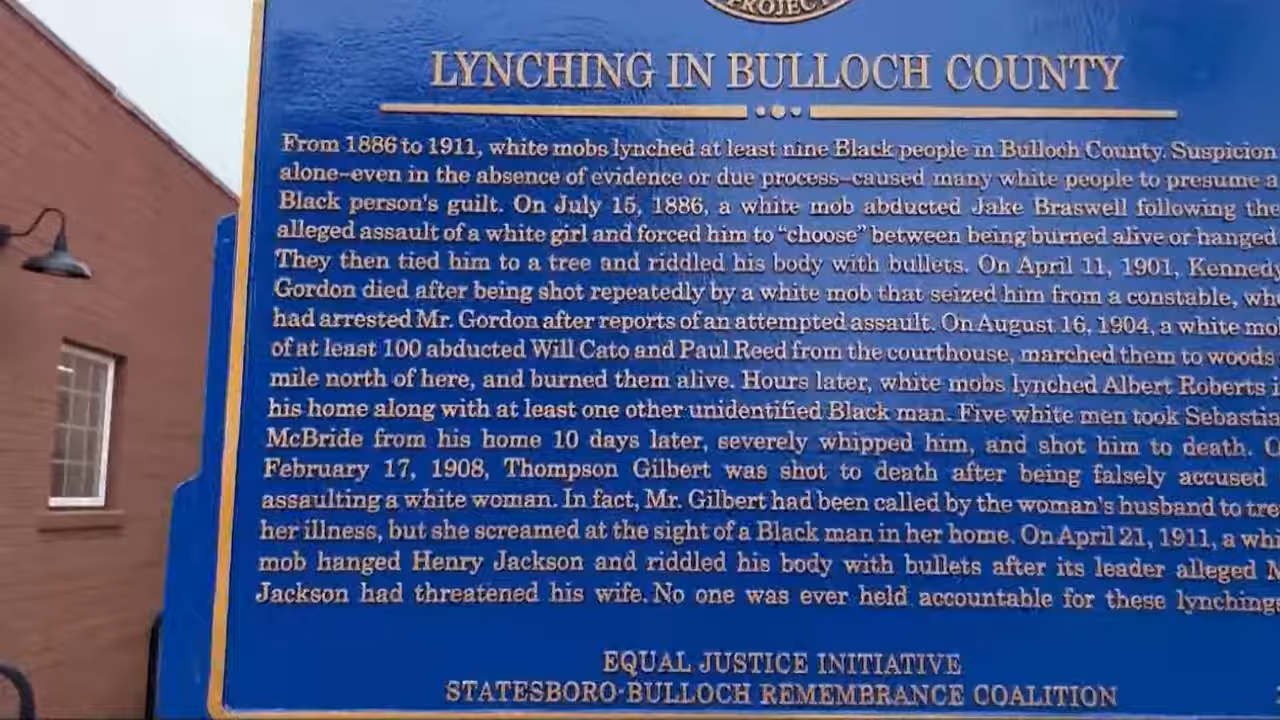 PROJECT
LYNCHING IN BULLOCH COUNTY
From 1886 to 1911, white mobs lynched at least nine Black people in Bulloch County. Suspicion
alone–even in the absence of evidence or due process–caused many white people to presume a
Black person's guilt. On July 15, 1886, a white mob abducted Jake Braswell following the
alleged assault of a white girl and forced him to “choose” between being burned alive or hanged
They then tied him to a tree and riddled his body with bullets. On April 11, 1901, Kennedy
Gordon died after being shot repeatedly by a white mob that seized him from a constable, wh
had arrested Mr. Gordon after reports of an attempted assault. On August 16, 1904, a white mo
of at least 100 abducted Will Cato and Paul Reed from the courthouse, marched them to woods
mile north of here, and burned them alive. Hours later, white mobs lynched Albert Roberts i
his home along with at least one other unidentified Black man. Five white men took Sebastia
McBride from his home 10 days later, severely whipped him, and shot him to death. O
February 17, 1908, Thompson Gilbert was shot to death after being falsely accused
assaulting a white woman. In fact, Mr. Gilbert had been called by the woman's husband to tre
her illness, but she screamed at the sight of a Black man in her home. On April 21, 1911, a whi
mob hanged Henry Jackson and riddled his body with bullets after its leader alleged M
Jackson had threatened his wife. No one was ever held accountable for these lynchings
EQUAL JUSTICE INITIATIVE
STATESBORO-BULLOCH REMEMBRANCE COALITION